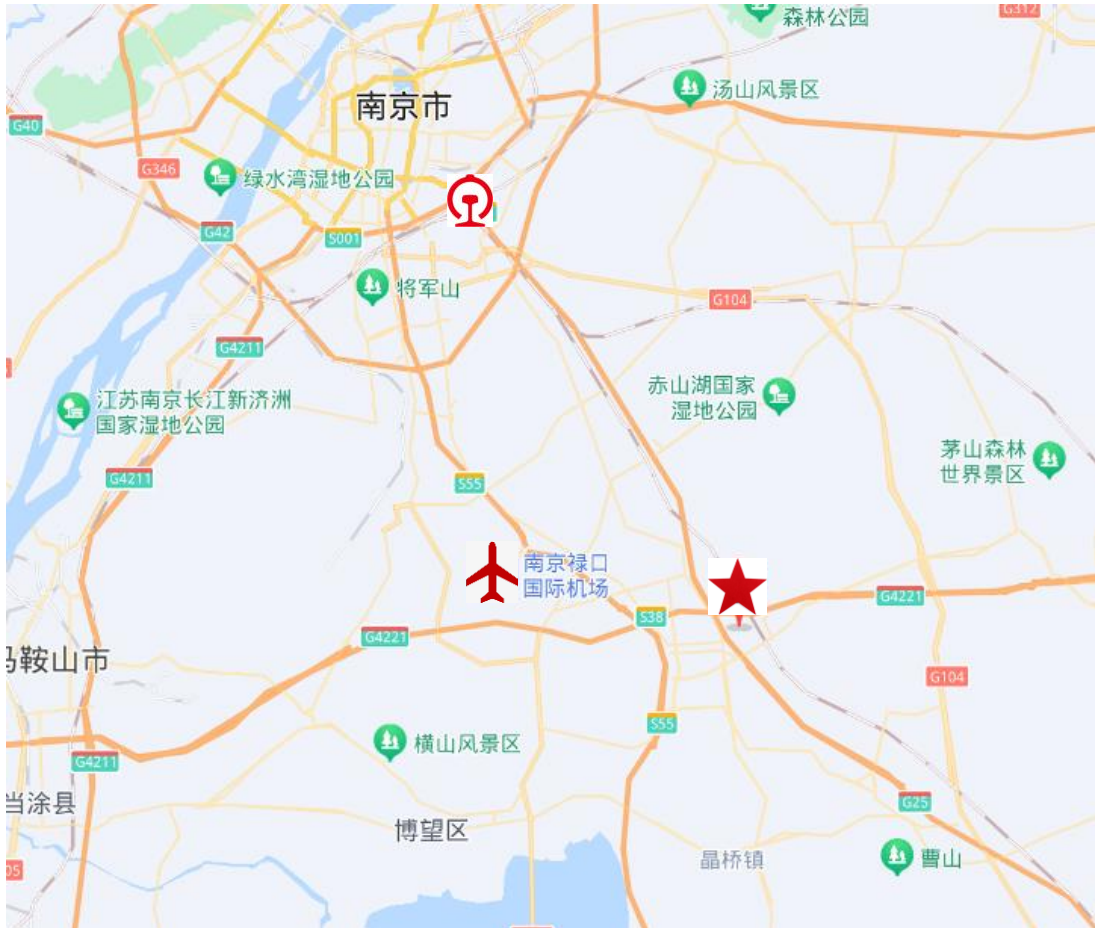 森林公园
G312
汤山风景区
南京市
G40
G346
绿水湾湿地公园
G42
S001
将军山
G104
G4211
赤山湖国家
湿地公园
江苏南京长江新济洲
国家湿地公园
茅山森林
世界景区
G4211
S55
南京禄口
国际机场
G4221
S38
G4221
马鞍山市
G104
S55
横山风景区
G4211
当涂县
G25
博望区
晶桥镇
曹山
05